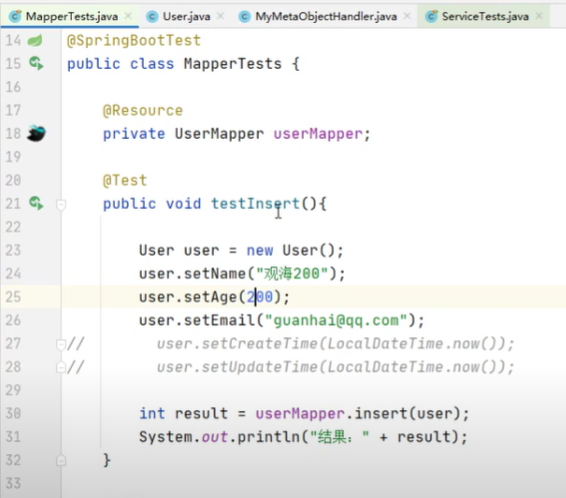 MapperTests.java User.java MyMetaObjectHandler.java ServiceTests.java
14 @SpringBootTest
15 public class MapperTests {
16
17 @Resource
18 private UserMapper userMapper;
19
20 @Test
21 public void testInsert(){
22
23 User user = new User();
24 user.setName("观海200");
25 user.setAge(200);
26 user.setEmail("guanhai@qq.com");
27 // user.setCreateTime(LocalDateTime.now());
28 // user.setUpdateTime(LocalDateTime.now());
29
30 int result = userMapper.insert(user);
31 System.out.println("结果：" + result);
32 }
33